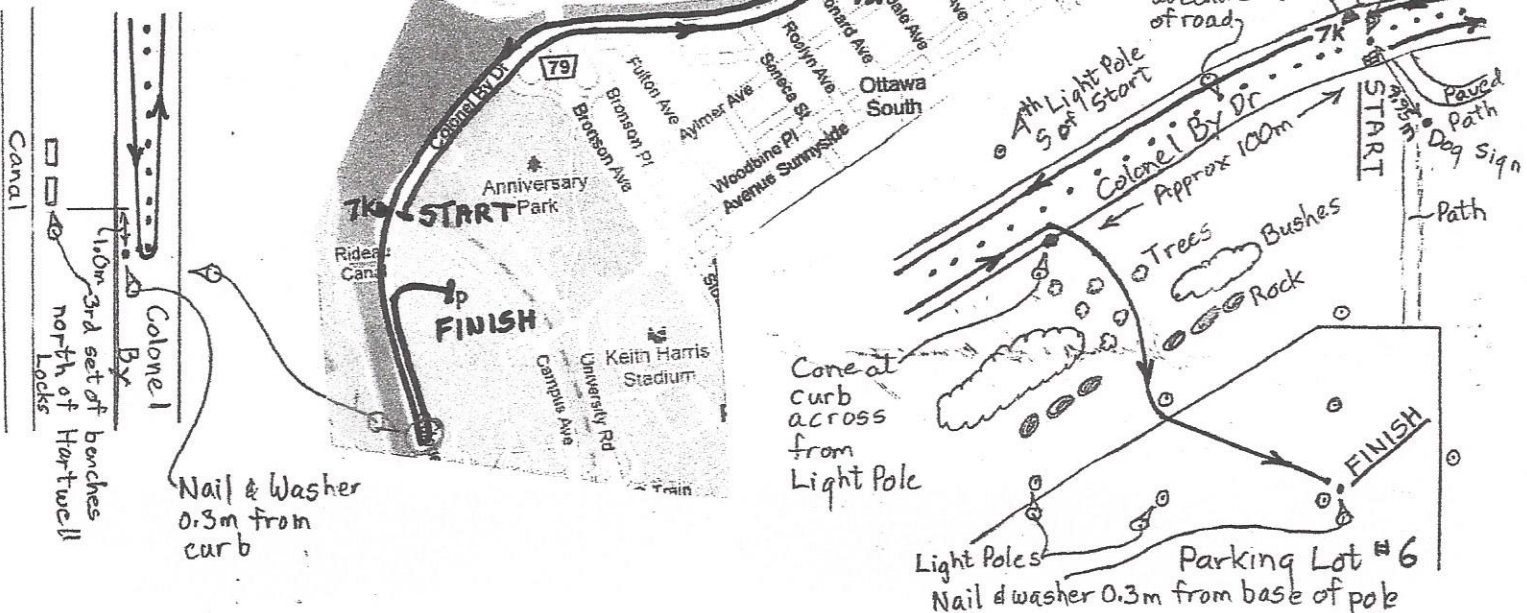 Canal
1.0m
3rd set of benches
north of Hartwell
Locks
Colonel
By
Nail & Washer
0.3m from
curb
79
Colonel By Dr
Fulton Ave
Bronson Pl
Bronson Ave
Aylmer Ave
Seneca St
Roslyn Ave
Ave
Ottawa
South
Woodbine Pl
Avenue Sunnyside
Anniversary
Park
7K
START
Rideau
Canal
P
FINISH
Keith Harris
Stadium
Campus Ave
University Rd
Train
of road
7K
4th Light Pole
S of Start
Colonel By Dr
Approx 100m
START
4.95m
Paved
Path
Dog Sign
Path
Trees
Bushes
Rock
Cone at
curb
across
from
Light Pole
FINISH
Light Poles
Parking Lot #6
Nail & washer 0.3m from base of pole